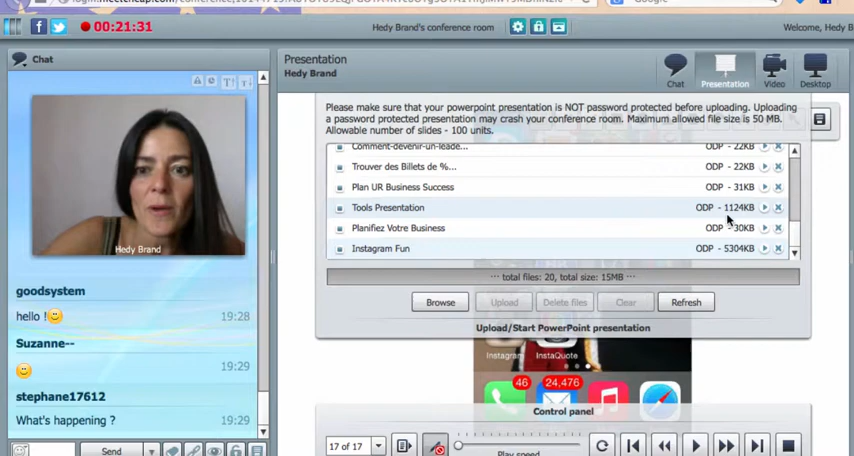 Google
00:21:31
Hedy Brand's conference room
Welcome, Hedy B
Chat
Presentation
Hedy Brand
Chat
Presentation
Video
Desktop
Please make sure that your powerpoint presentation is NOT password protected before uploading. Uploading
a password protected presentation may crash your conference room. Maximum allowed file size is 50 MB.
Allowable number of slides - 100 units.
Comment-devenir-un-leade... ODP - 22KB
Trouver des Billets de %... ODP - 22KB
Plan UR Business Success ODP - 31KB
Tools Presentation ODP - 1124KB
Planifiez Votre Business ODP - 30KB
Instagram Fun ODP - 5304KB
··· total files: 20, total size: 15MB ···
Browse Upload Delete files Clear Refresh
Upload/Start PowerPoint presentation
Hedy Brand
goodsystem
hello ! 19:28
Suzanne--
19:29
stephane17612
What's happening ? 19:29
Send
Instagram InstaQuote
46 24,476
Control panel
17 of 17
Play speed